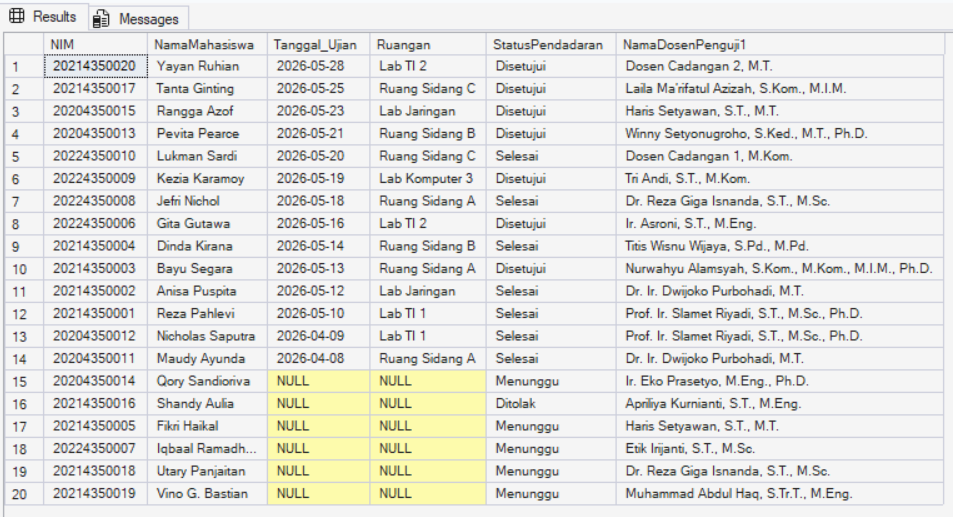 Results Messages
NIM NamaMahasiswa Tanggal_Ujian Ruangan StatusPendadaran NamaDosenPenguji1
1 20214350020 Yayan Ruhian 2026-05-28 Lab TI 2 Disetujui Dosen Cadangan 2, M.T.
2 20214350017 Tanta Ginting 2026-05-25 Ruang Sidang C Disetujui Laila Ma'rifatul Azizah, S.Kom., M.I.M.
3 20204350015 Rangga Azof 2026-05-23 Lab Jaringan Disetujui Haris Setyawan, S.T., M.T.
4 20204350013 Pevita Pearce 2026-05-21 Ruang Sidang B Disetujui Winny Setyonugroho, S.Ked., M.T., Ph.D.
5 20224350010 Lukman Sardi 2026-05-20 Ruang Sidang C Selesai Dosen Cadangan 1, M.Kom.
6 20224350009 Kezia Karamoy 2026-05-19 Lab Komputer 3 Disetujui Tri Andi, S.T., M.Kom.
7 20224350008 Jefri Nichol 2026-05-18 Ruang Sidang A Selesai Dr. Reza Giga Isnanda, S.T., M.Sc.
8 20224350006 Gita Gutawa 2026-05-16 Lab TI 2 Disetujui Ir. Asroni, S.T., M.Eng.
9 20214350004 Dinda Kirana 2026-05-14 Ruang Sidang B Selesai Titis Wisnu Wijaya, S.Pd., M.Pd.
10 20214350003 Bayu Segara 2026-05-13 Ruang Sidang A Disetujui Nurwahyu Alamsyah, S.Kom., M.Kom., M.I.M., Ph.D.
11 20214350002 Anisa Puspita 2026-05-12 Lab Jaringan Selesai Dr. Ir. Dwijoko Purbohadi, M.T.
12 20214350001 Reza Pahlevi 2026-05-10 Lab TI 1 Selesai Prof. Ir. Slamet Riyadi, S.T., M.Sc., Ph.D.
13 20204350012 Nicholas Saputra 2026-04-09 Lab TI 1 Selesai Prof. Ir. Slamet Riyadi, S.T., M.Sc., Ph.D.
14 20204350011 Maudy Ayunda 2026-04-08 Ruang Sidang A Selesai Dr. Ir. Dwijoko Purbohadi, M.T.
15 20204350014 Qory Sandioriva NULL NULL Menunggu Ir. Eko Prasetyo, M.Eng., Ph.D.
16 20214350016 Shandy Aulia NULL NULL Ditolak Apriliya Kurnianti, S.T., M.Eng.
17 20214350005 Fikri Haikal NULL NULL Menunggu Haris Setyawan, S.T., M.T.
18 20224350007 Iqbaal Ramadh... NULL NULL Menunggu Etik Irijanti, S.T., M.Sc.
19 20214350018 Utary Panjaitan NULL NULL Menunggu Dr. Reza Giga Isnanda, S.T., M.Sc.
20 20214350019 Vino G. Bastian NULL NULL Menunggu Muhammad Abdul Haq, S.Tr.T., M.Eng.